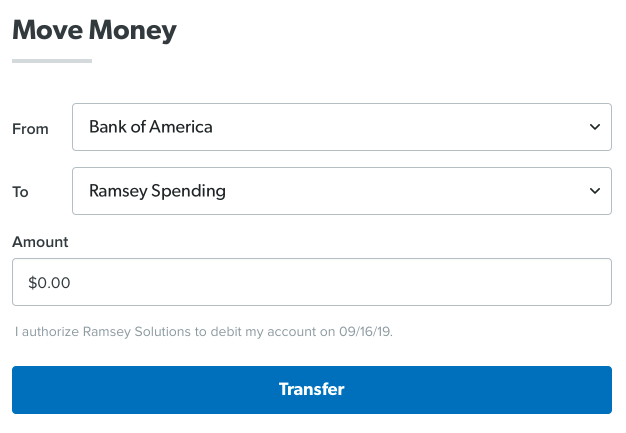 Move Money
From
Bank of America
To
Ramsey Spending
Amount
$0.00
I authorize Ramsey Solutions to debit my account on 09/16/19.
Transfer